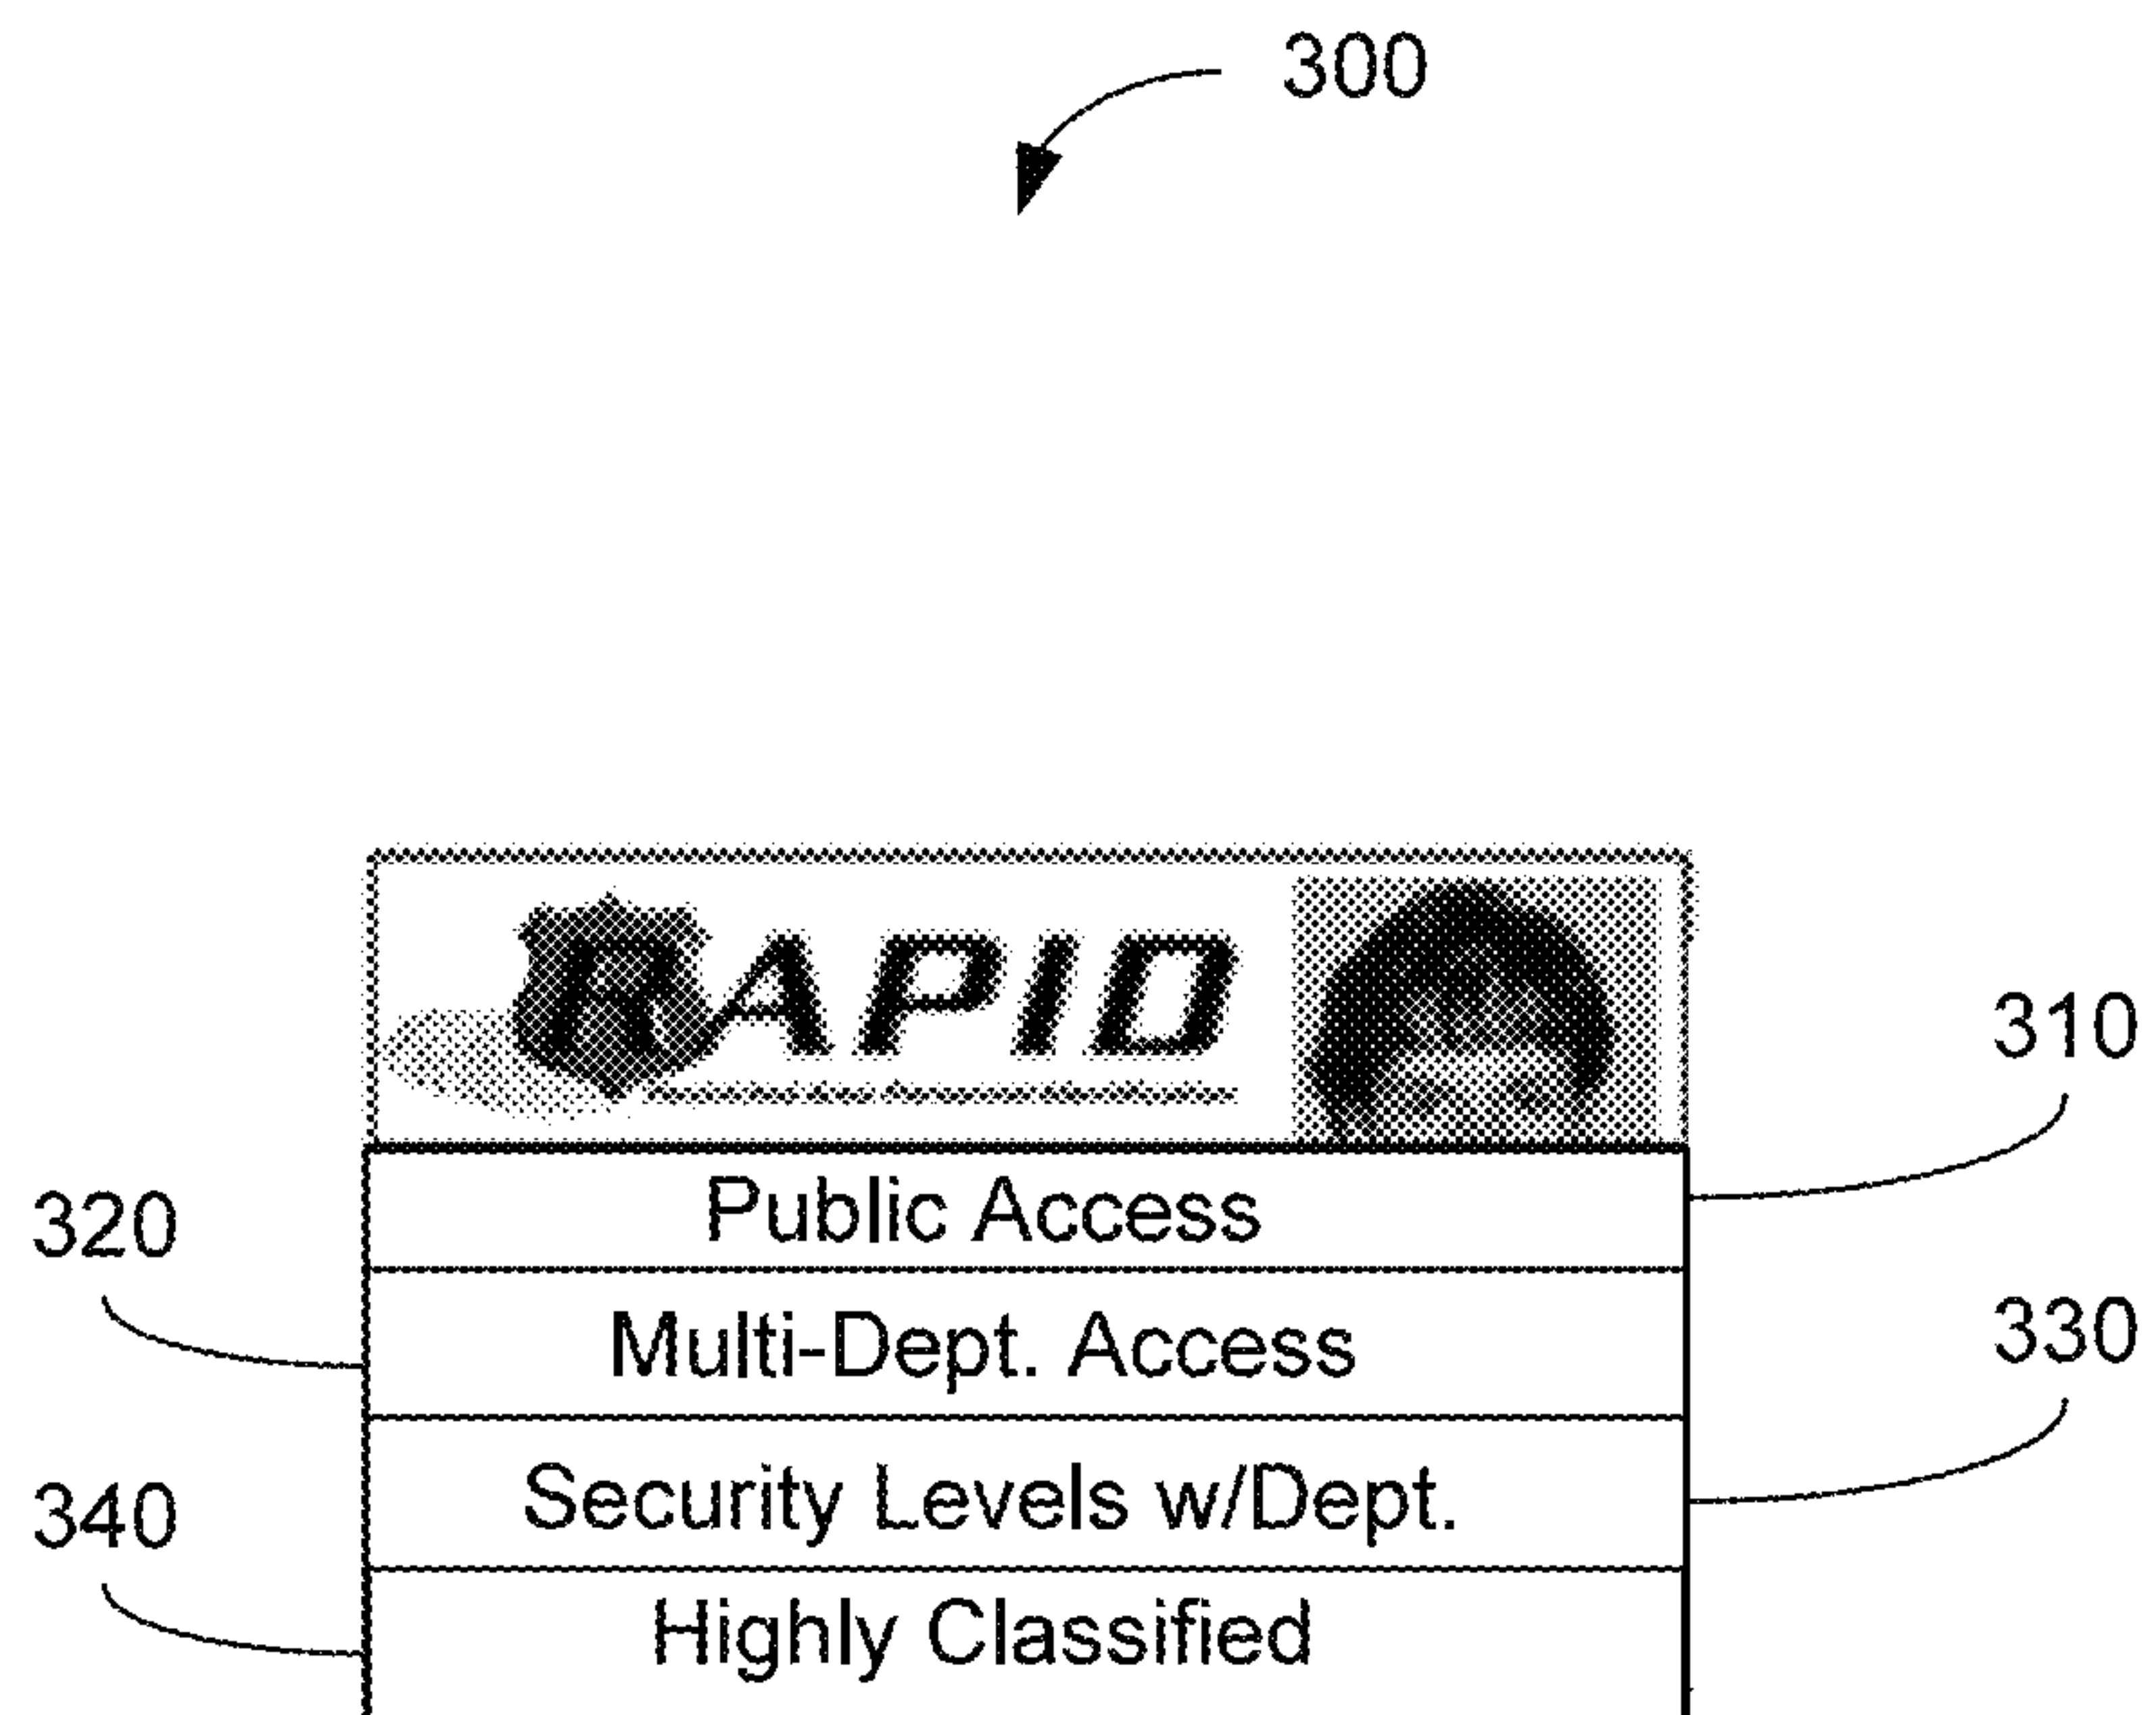 300
RAPID
310
Public Access
320
Multi-Dept. Access
330
Security Levels w/Dept.
340
Highly Classified